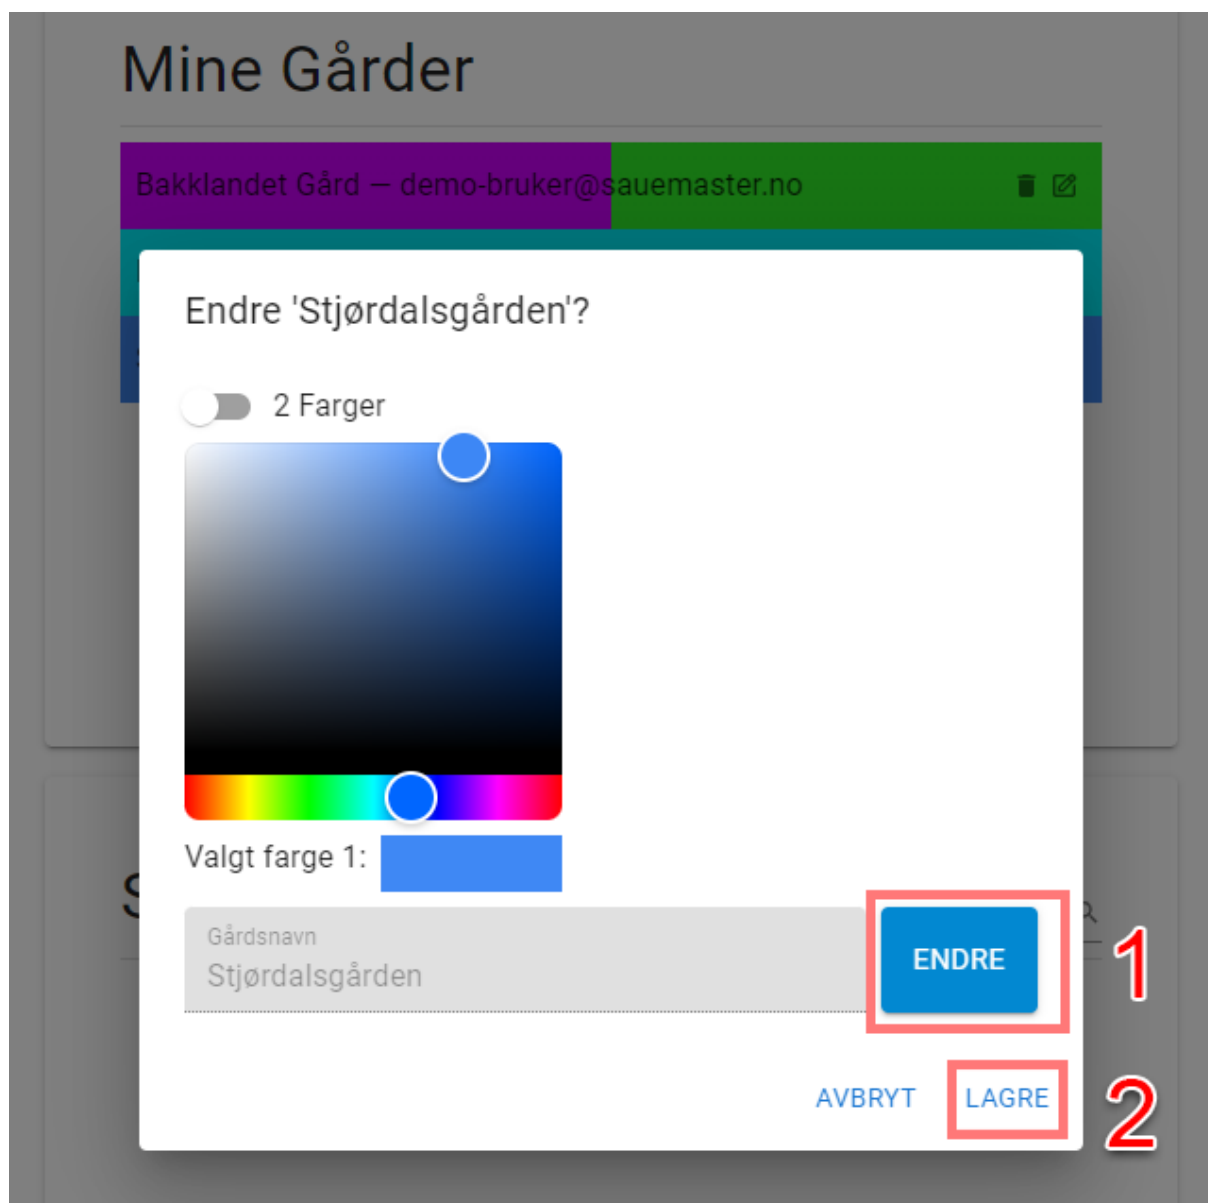 Mine Gårder
Bakklandet Gård – demo-bruker@sauemaster.no
Endre 'Stjørdalsgården'?
2 Farger
Valgt farge 1:
Gårdsnavn
Stjørdalsgården
ENDRE
1
AVBRYT
LAGRE
2